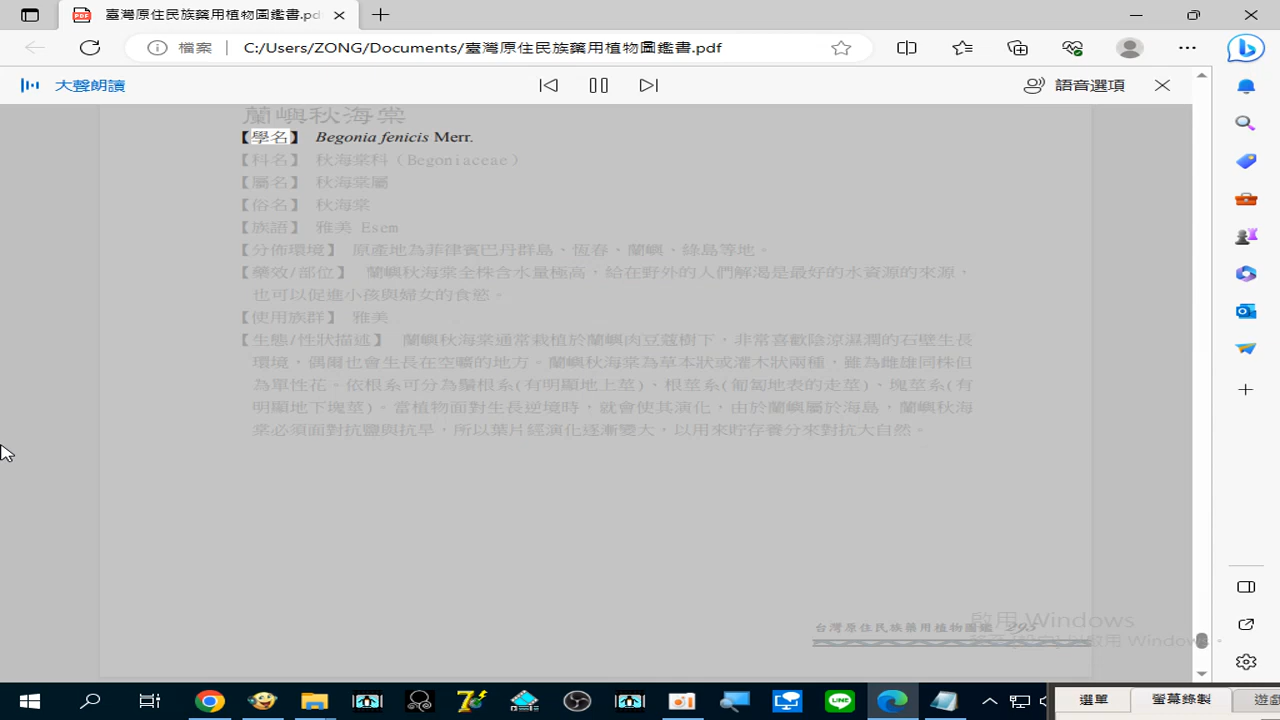 臺灣原住民族藥用植物圖鑑書.pdf
檔案 C:/Users/ZONG/Documents/臺灣原住民族藥用植物圖鑑書.pdf
大聲朗讀
語音選項
蘭嶼秋海棠
【學名】 Begonia fenicis Merr.
【科名】 秋海棠科（Begoniaceae）
【屬名】 秋海棠屬
【俗名】 秋海棠
【族語】 雅美 Esem
【分佈環境】 原產地為菲律賓巴丹群島、恆春、蘭嶼、綠島等地。
【藥效/部位】 蘭嶼秋海棠全株含水量極高，給在野外的人們解渴是最好的水資源的來源，
也可以促進小孩與婦女的食慾。
【使用族群】 雅美
【生態/性狀描述】 蘭嶼秋海棠通常栽植於蘭嶼肉豆蔻樹下，非常喜歡陰涼濕潤的石壁生長
環境，偶爾也會生長在空曠的地方。蘭嶼秋海棠為草本狀或灌木狀兩種，雖為雌雄同株但
為單性花。依根系可分為鬚根系(有明顯地上莖)、根莖系(葡萄地表的走莖)、塊莖系(有
明顯地下塊莖)。當植物面對生長逆境時，就會使其演化，由於蘭嶼屬於海島，蘭嶼秋海
棠必須面對抗鹽與抗旱，所以葉片經演化逐漸變大，以用來貯存養分來對抗大自然。
啟用 Windows
台灣原住民族藥用植物圖鑑 295
選單
螢幕錄製